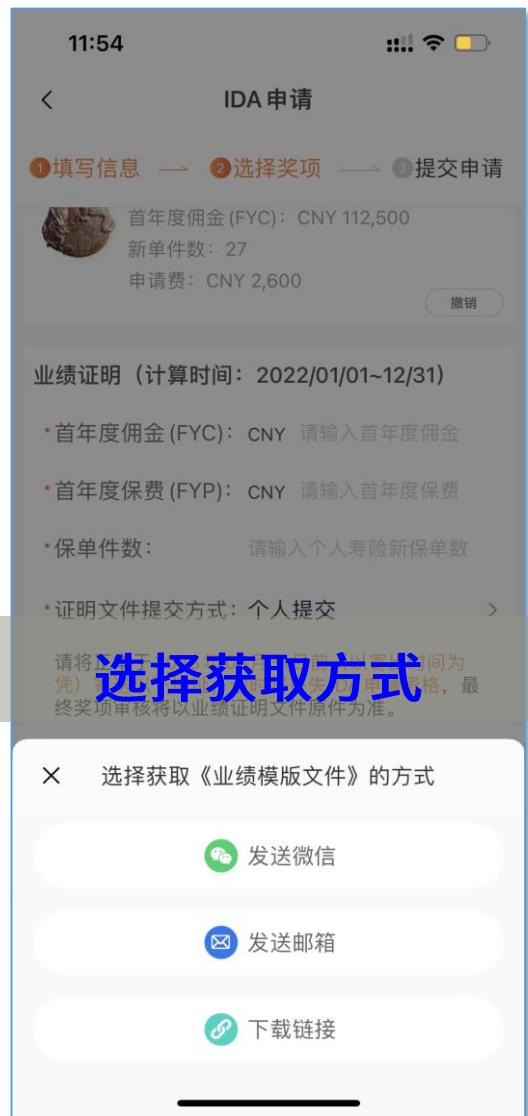 11:54
IDA 申请
1填写信息 2选择奖项 3提交申请
首年度佣金 (FYC)：CNY 112,500
新单件数：27
申请费：CNY 2,600
撤销
业绩证明（计算时间：2022/01/01~12/31）
*首年度佣金 (FYC)：CNY 请输入首年度佣金
*首年度保费 (FYP)：CNY 请输入首年度保费
*保单件数： 请输入个人寿险新保单数
*证明文件提交方式：个人提交
请将正
时间为
选择获取方式
凭）
格，最
终奖项审核将以业绩证明文件原件为准。
选择获取《业绩模版文件》的方式
发送微信
发送邮箱
下载链接